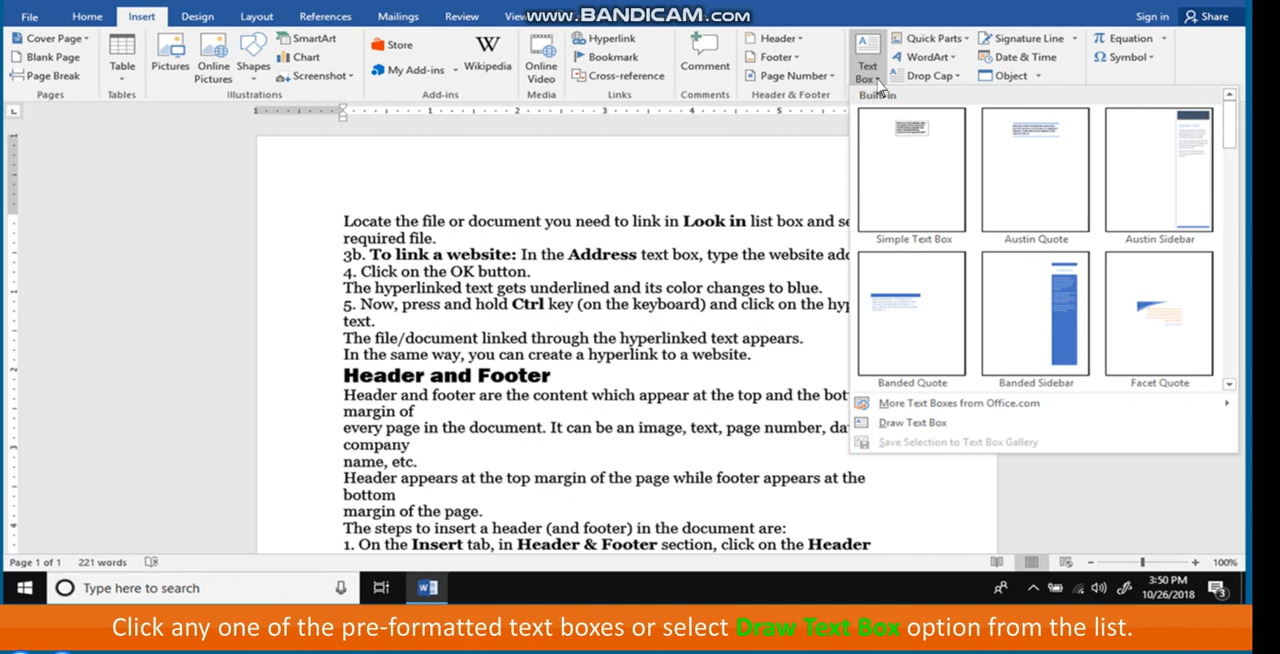 File Home Insert Design Layout References Mailings Review View www.BANDICAM.com Sign in Share
Cover Page
Blank Page
Page Break
Pages
Table
Tables
Pictures
Online Pictures
Shapes
SmartArt
Chart
Screenshot
Illustrations
Store
My Add-ins
W
Wikipedia
Add-ins
Online Video
Media
Hyperlink
Bookmark
Cross-reference
Links
Comment
Comments
Header
Footer
Page Number
Header & Footer
Text Box
Quick Parts
WordArt
Drop Cap
Signature Line
Date & Time
Object
Equation
Symbol
Built-in
Simple Text Box Austin Quote Austin Sidebar
Banded Quote Banded Sidebar Facet Quote
More Text Boxes from Office.com
Draw Text Box
Save Selection to Text Box Gallery
Locate the file or document you need to link in Look in list box and se
required file.
3b. To link a website: In the Address text box, type the website add
4. Click on the OK button.
The hyperlinked text gets underlined and its color changes to blue.
5. Now, press and hold Ctrl key (on the keyboard) and click on the hyp
text.
The file/document linked through the hyperlinked text appears.
In the same way, you can create a hyperlink to a website.
Header and Footer
Header and footer are the content which appear at the top and the bot
margin of
every page in the document. It can be an image, text, page number, da
company
name, etc.
Header appears at the top margin of the page while footer appears at the
bottom
margin of the page.
The steps to insert a header (and footer) in the document are:
1. On the Insert tab, in Header & Footer section, click on the Header
Page 1 of 1 221 words 100%
Type here to search
3:50 PM
10/26/2018
3
Click any one of the pre-formatted text boxes or select Draw Text Box option from the list.